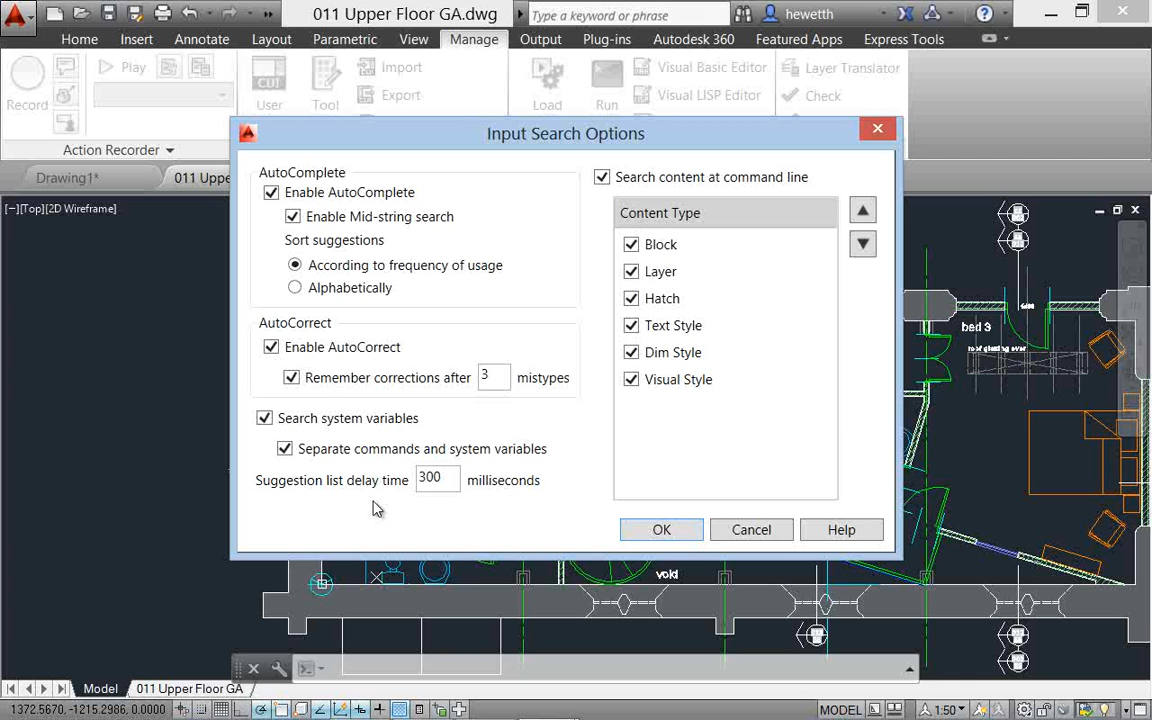 011 Upper Floor GA.dwg
Type a keyword or phrase
hewetth
Home Insert Annotate Layout Parametric View Manage Output Plug-ins Autodesk 360 Featured Apps Express Tools
Record
Play
CUI
User
Tool
Import
Export
Load
Run
Visual Basic Editor
Visual LISP Editor
Layer Translator
Check
Action Recorder
Drawing1*
011 Uppe
[−][Top][2D Wireframe]
Input Search Options
AutoComplete
Enable AutoComplete
Enable Mid-string search
Sort suggestions
According to frequency of usage
Alphabetically
AutoCorrect
Enable AutoCorrect
Remember corrections after 3 mistypes
Search system variables
Separate commands and system variables
Suggestion list delay time 300 milliseconds
Search content at command line
Content Type
Block
Layer
Hatch
Text Style
Dim Style
Visual Style
OK Cancel Help
bed 3
roof glazing over
void
Model 011 Upper Floor GA
1372.5670, -1215.2986, 0.0000
MODEL
1:50